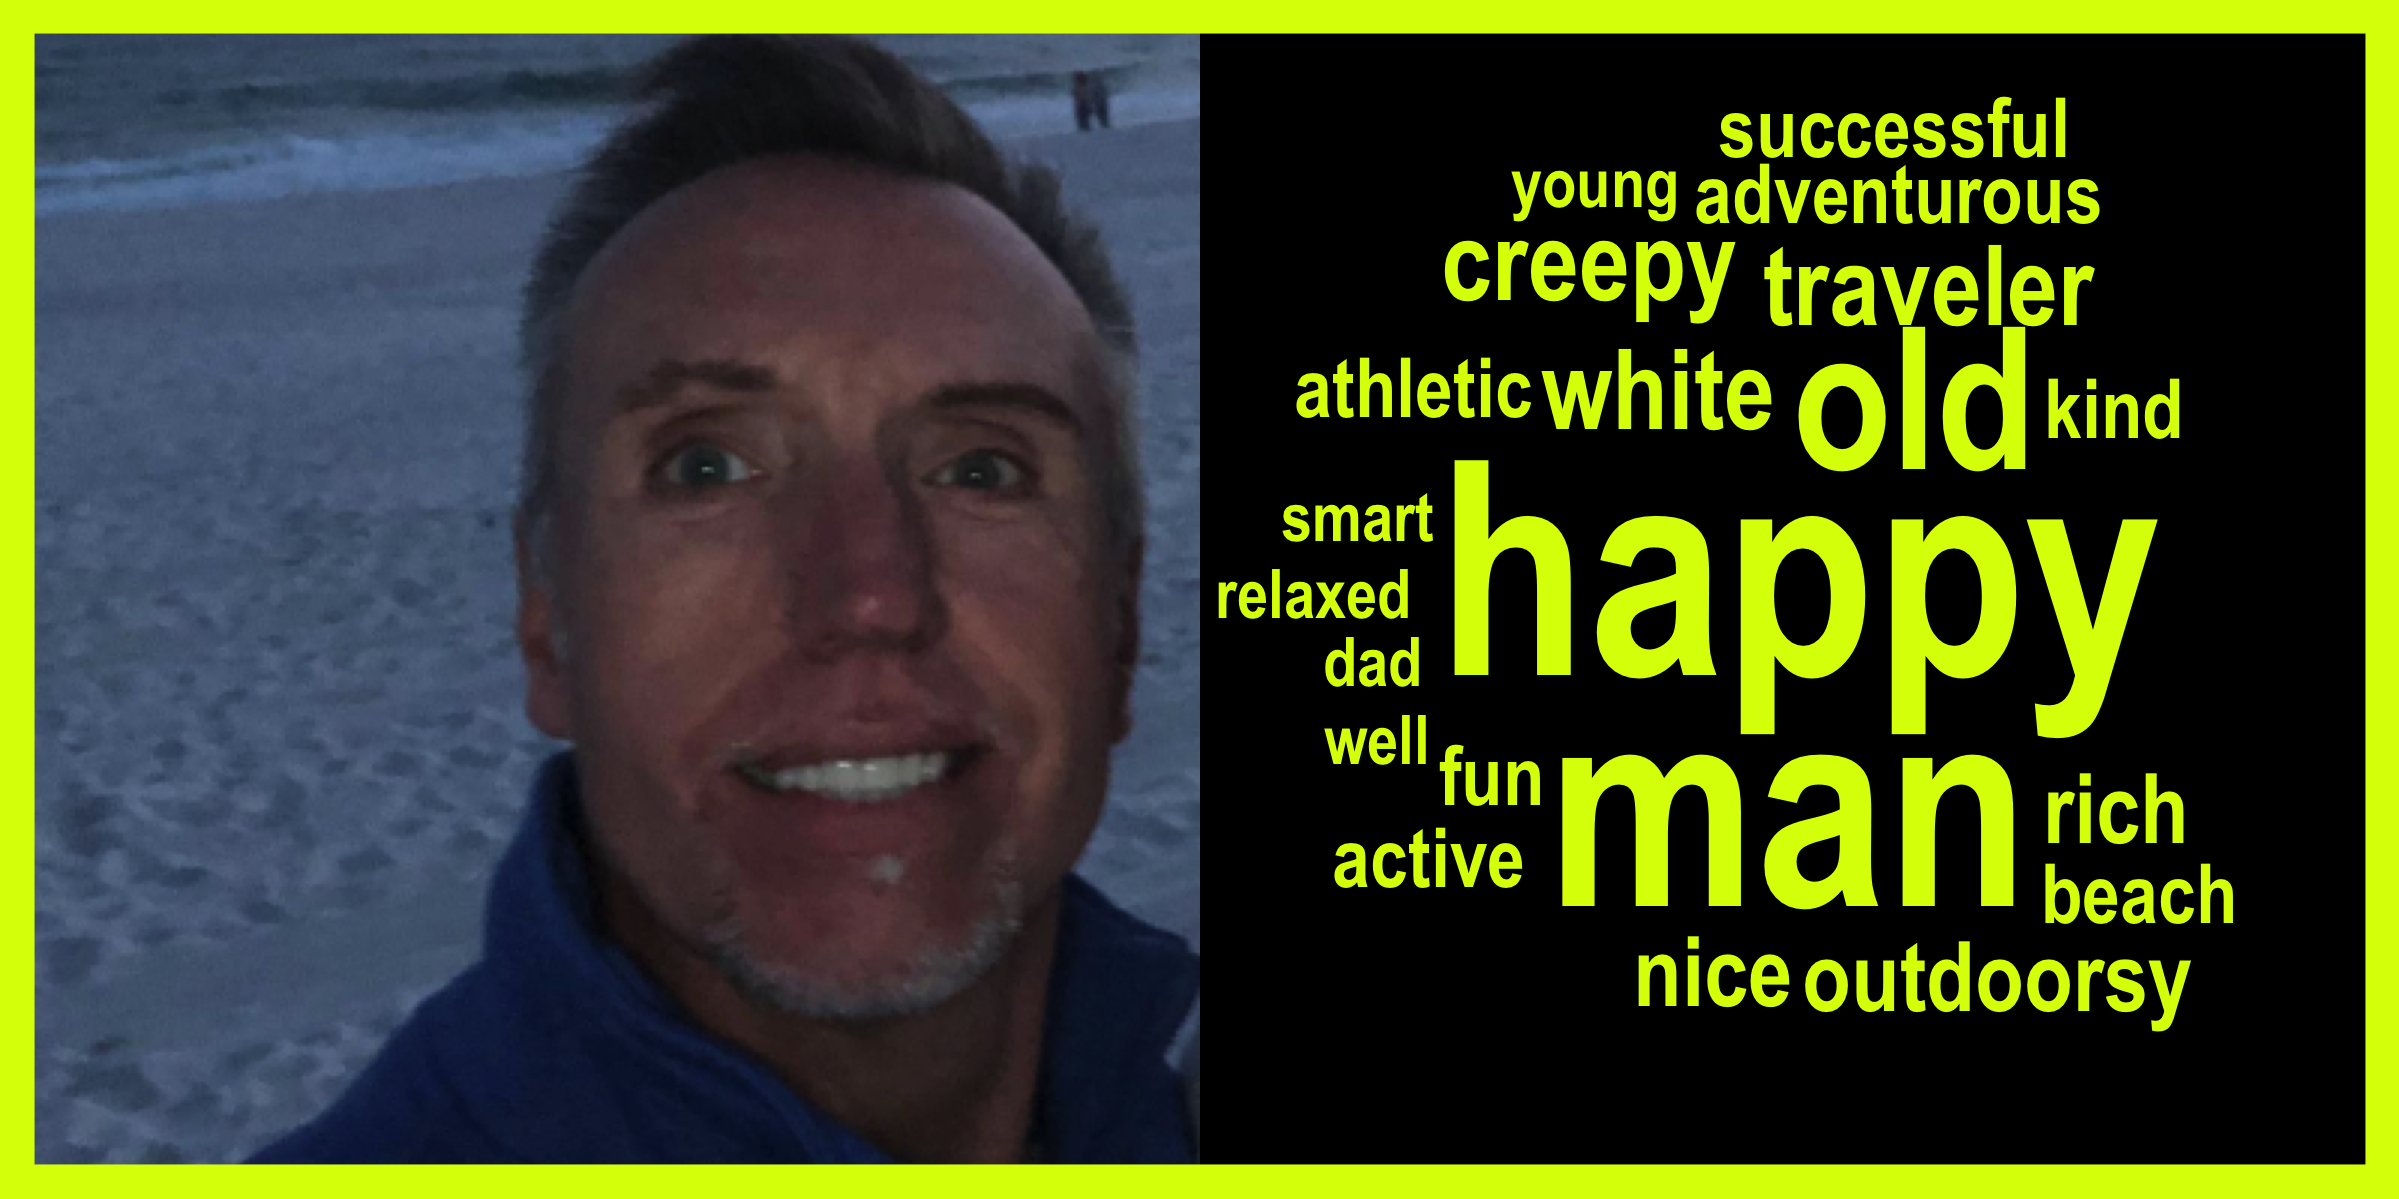 successful
young adventurous
creepy traveler
athletic white old kind
smart happy
relaxed
dad
well
fun man rich
active beach
nice outdoorsy